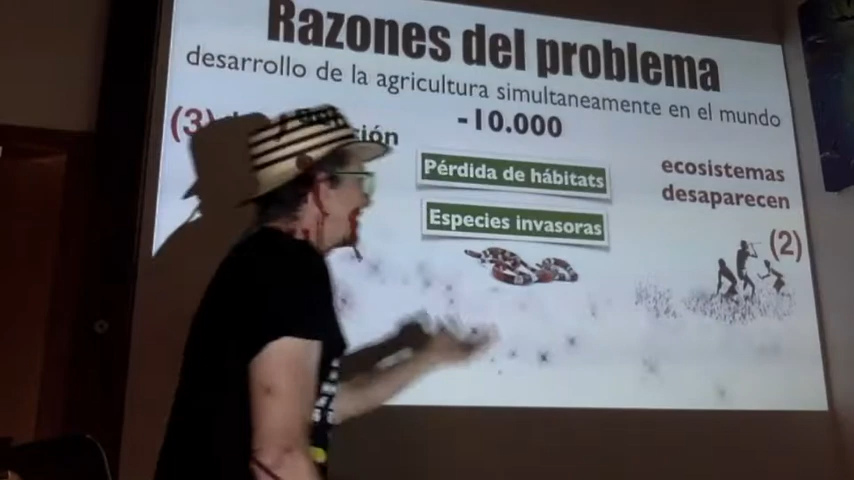 Razones del problema
desarrollo de la agricultura simultaneamente en el mundo
-10.000
(3)
Pérdida de hábitats
Especies invasoras
ecosistemas
desaparecen
(2)